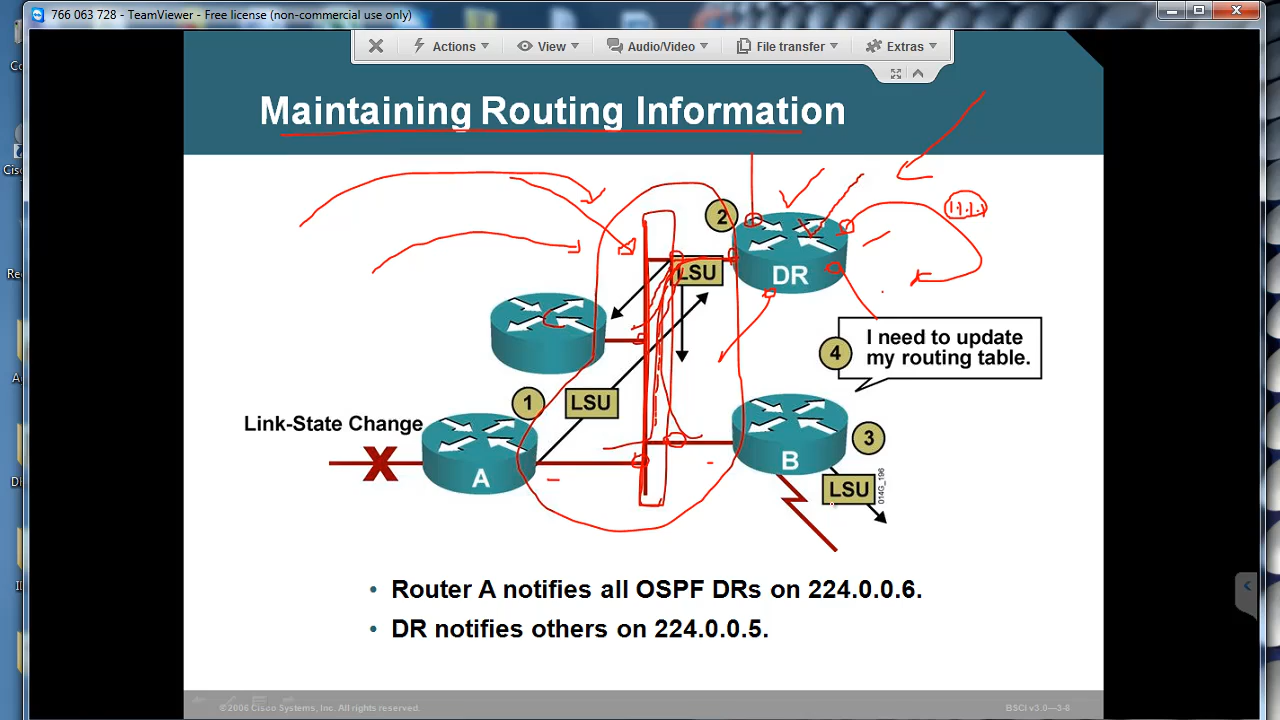 766 063 728 - TeamViewer - Free license (non-commercial use only)
Actions View Audio/Video File transfer Extras
Maintaining Routing Information
1.1.1.1
2
LSU
DR
I need to update
my routing table.
4
1
LSU
Link-State Change
A
B
3
LSU
014G_196
• Router A notifies all OSPF DRs on 224.0.0.6.
• DR notifies others on 224.0.0.5.
© 2006 Cisco Systems, Inc. All rights reserved.
BSCI v3.0—3-8